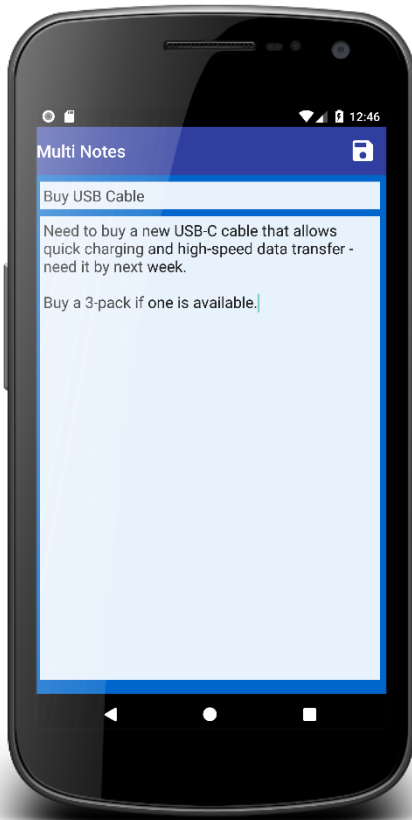 12:46
Multi Notes
Buy USB Cable
Need to buy a new USB-C cable that allows
quick charging and high-speed data transfer -
need it by next week.
Buy a 3-pack if one is available.